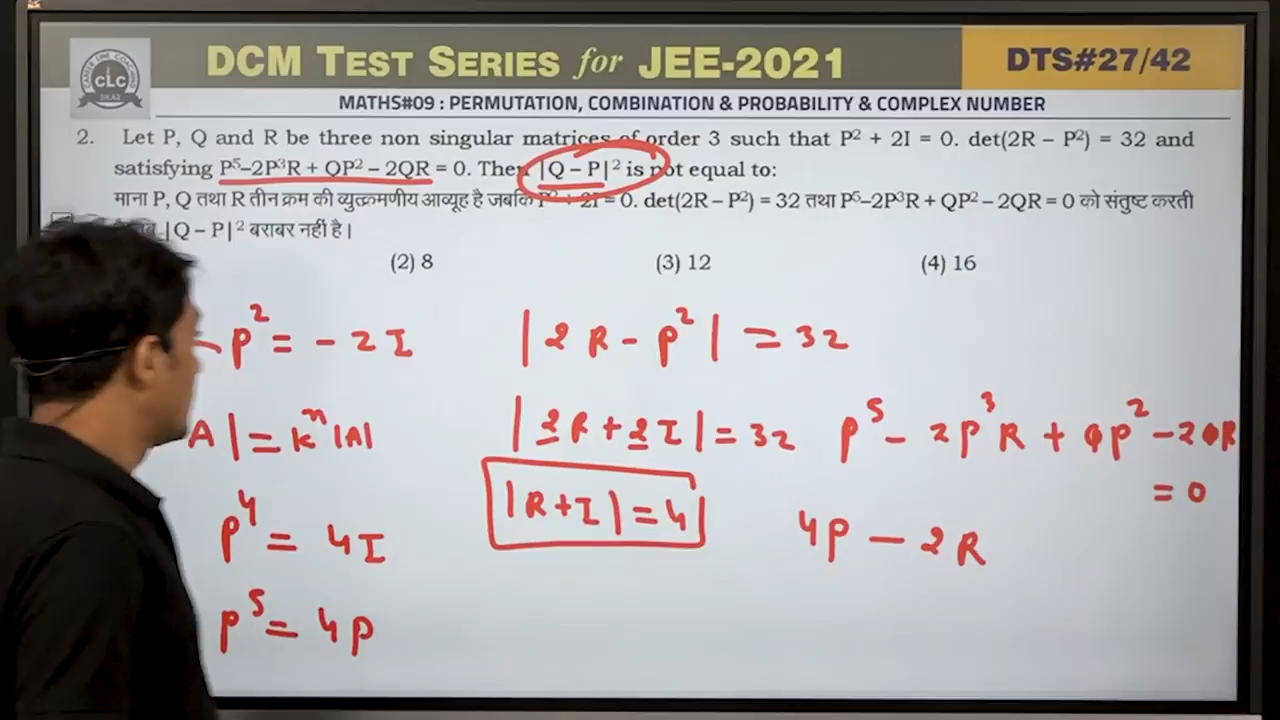 DCM TEST SERIES for JEE-2021
DTS#27/42
CLC
SIKAR
MATHS#09 : PERMUTATION, COMBINATION & PROBABILITY & COMPLEX NUMBER
2. Let P, Q and R be three non singular matrices of order 3 such that P² + 2I = 0. det(2R – P²) = 32 and
satisfying P⁵–2P³R + QP² – 2QR = 0. Then |Q – P|² is not equal to:
माना P, Q तथा R तीन क्रम की व्युत्क्रमणीय आव्यूह है जबकि P² + 2I = 0. det(2R – P²) = 32 तथा P⁵–2P³R + QP² – 2QR = 0 को संतुष्ट करती
|Q – P|² बराबर नहीं है।
(2) 8 (3) 12 (4) 16
P² = - 2I
|2R - P²| = 32
A| = kⁿ|A|
|2R + 2I| = 32
P⁵ - 2P³R + QP² - 2QR
= 0
|R + I| = 4
P⁴ = 4I
4P - 2R
P⁵ = 4P